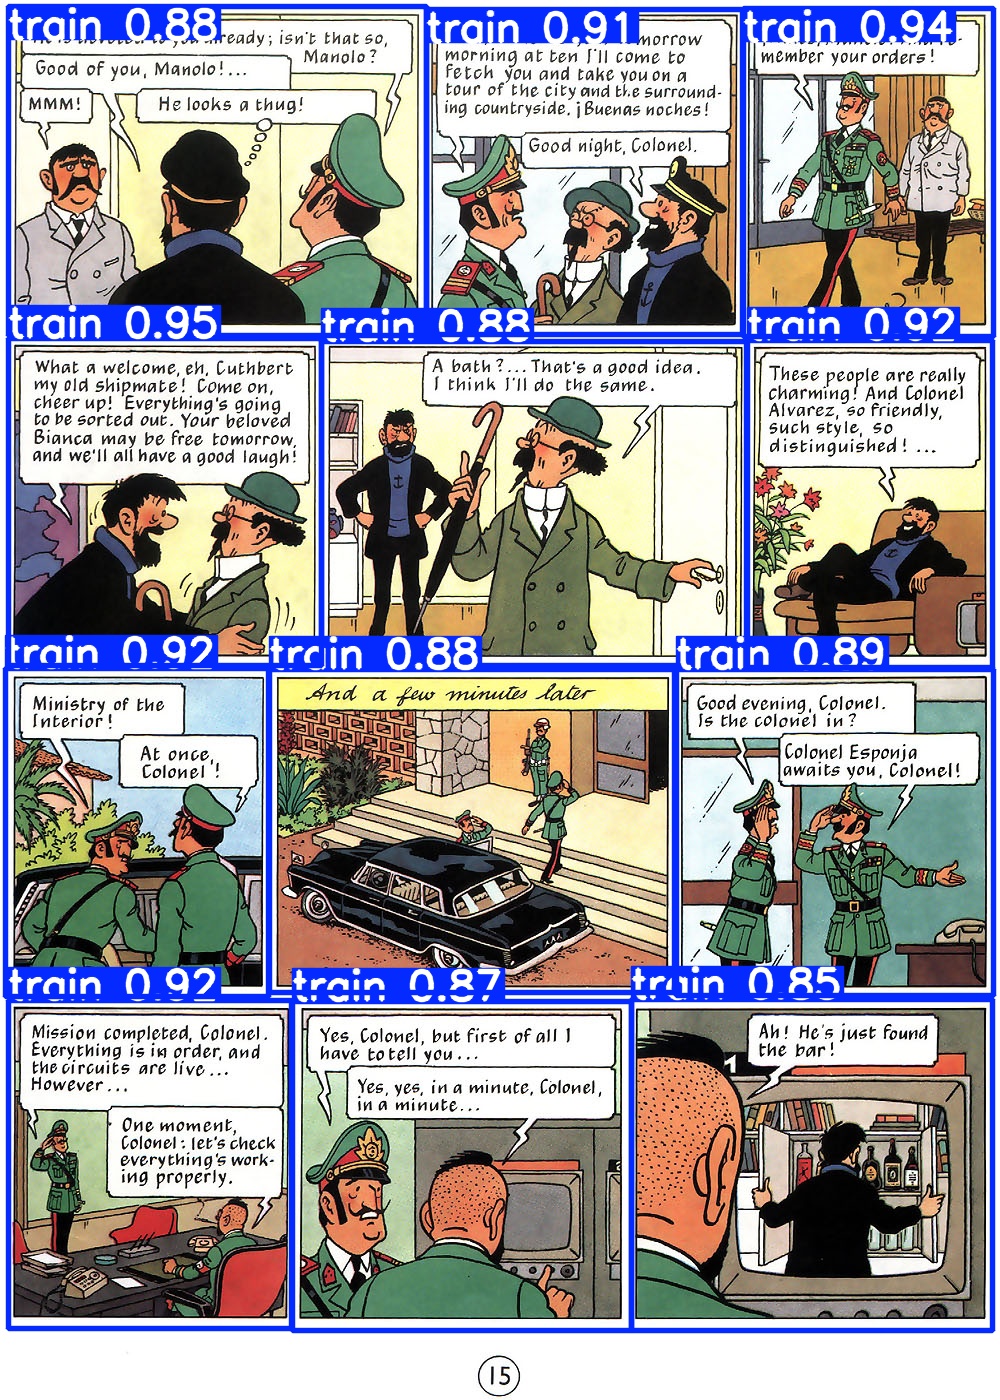 train 0.88
already; isn't that so,
Manolo?
Good of you, Manolo!...
MMM!
He looks a thug!
train 0.91
morning at ten I'll come to
fetch you and take you on a
tour of the city and the surround-
ing countryside. ¡Buenas noches!
Good night, Colonel.
train 0.94
member your orders!
train 0.95
What a welcome, eh, Cuthbert
my old shipmate! Come on,
cheer up! Everything's going
to be sorted out. Your beloved
Bianca may be free tomorrow,
and we'll all have a good laugh!
train 0.88
A bath?... That's a good idea.
I think I'll do the same.
train 0.92
These people are really
charming! And Colonel
Alvarez, so friendly,
such style, so
distinguished! ...
train 0.92
Ministry of the
Interior!
At once,
Colonel!
train 0.88
And a few minutes later
train 0.89
Good evening, Colonel.
Is the colonel in?
Colonel Esponja
awaits you, Colonel!
train 0.92
Mission completed, Colonel.
Everything is in order, and
the circuits are live...
However...
One moment,
Colonel: let's check
everything's work-
ing properly.
train 0.87
Yes, Colonel, but first of all I
have to tell you...
Yes, yes, in a minute, Colonel,
in a minute...
train 0.85
Ah! He's just found
the bar!
15